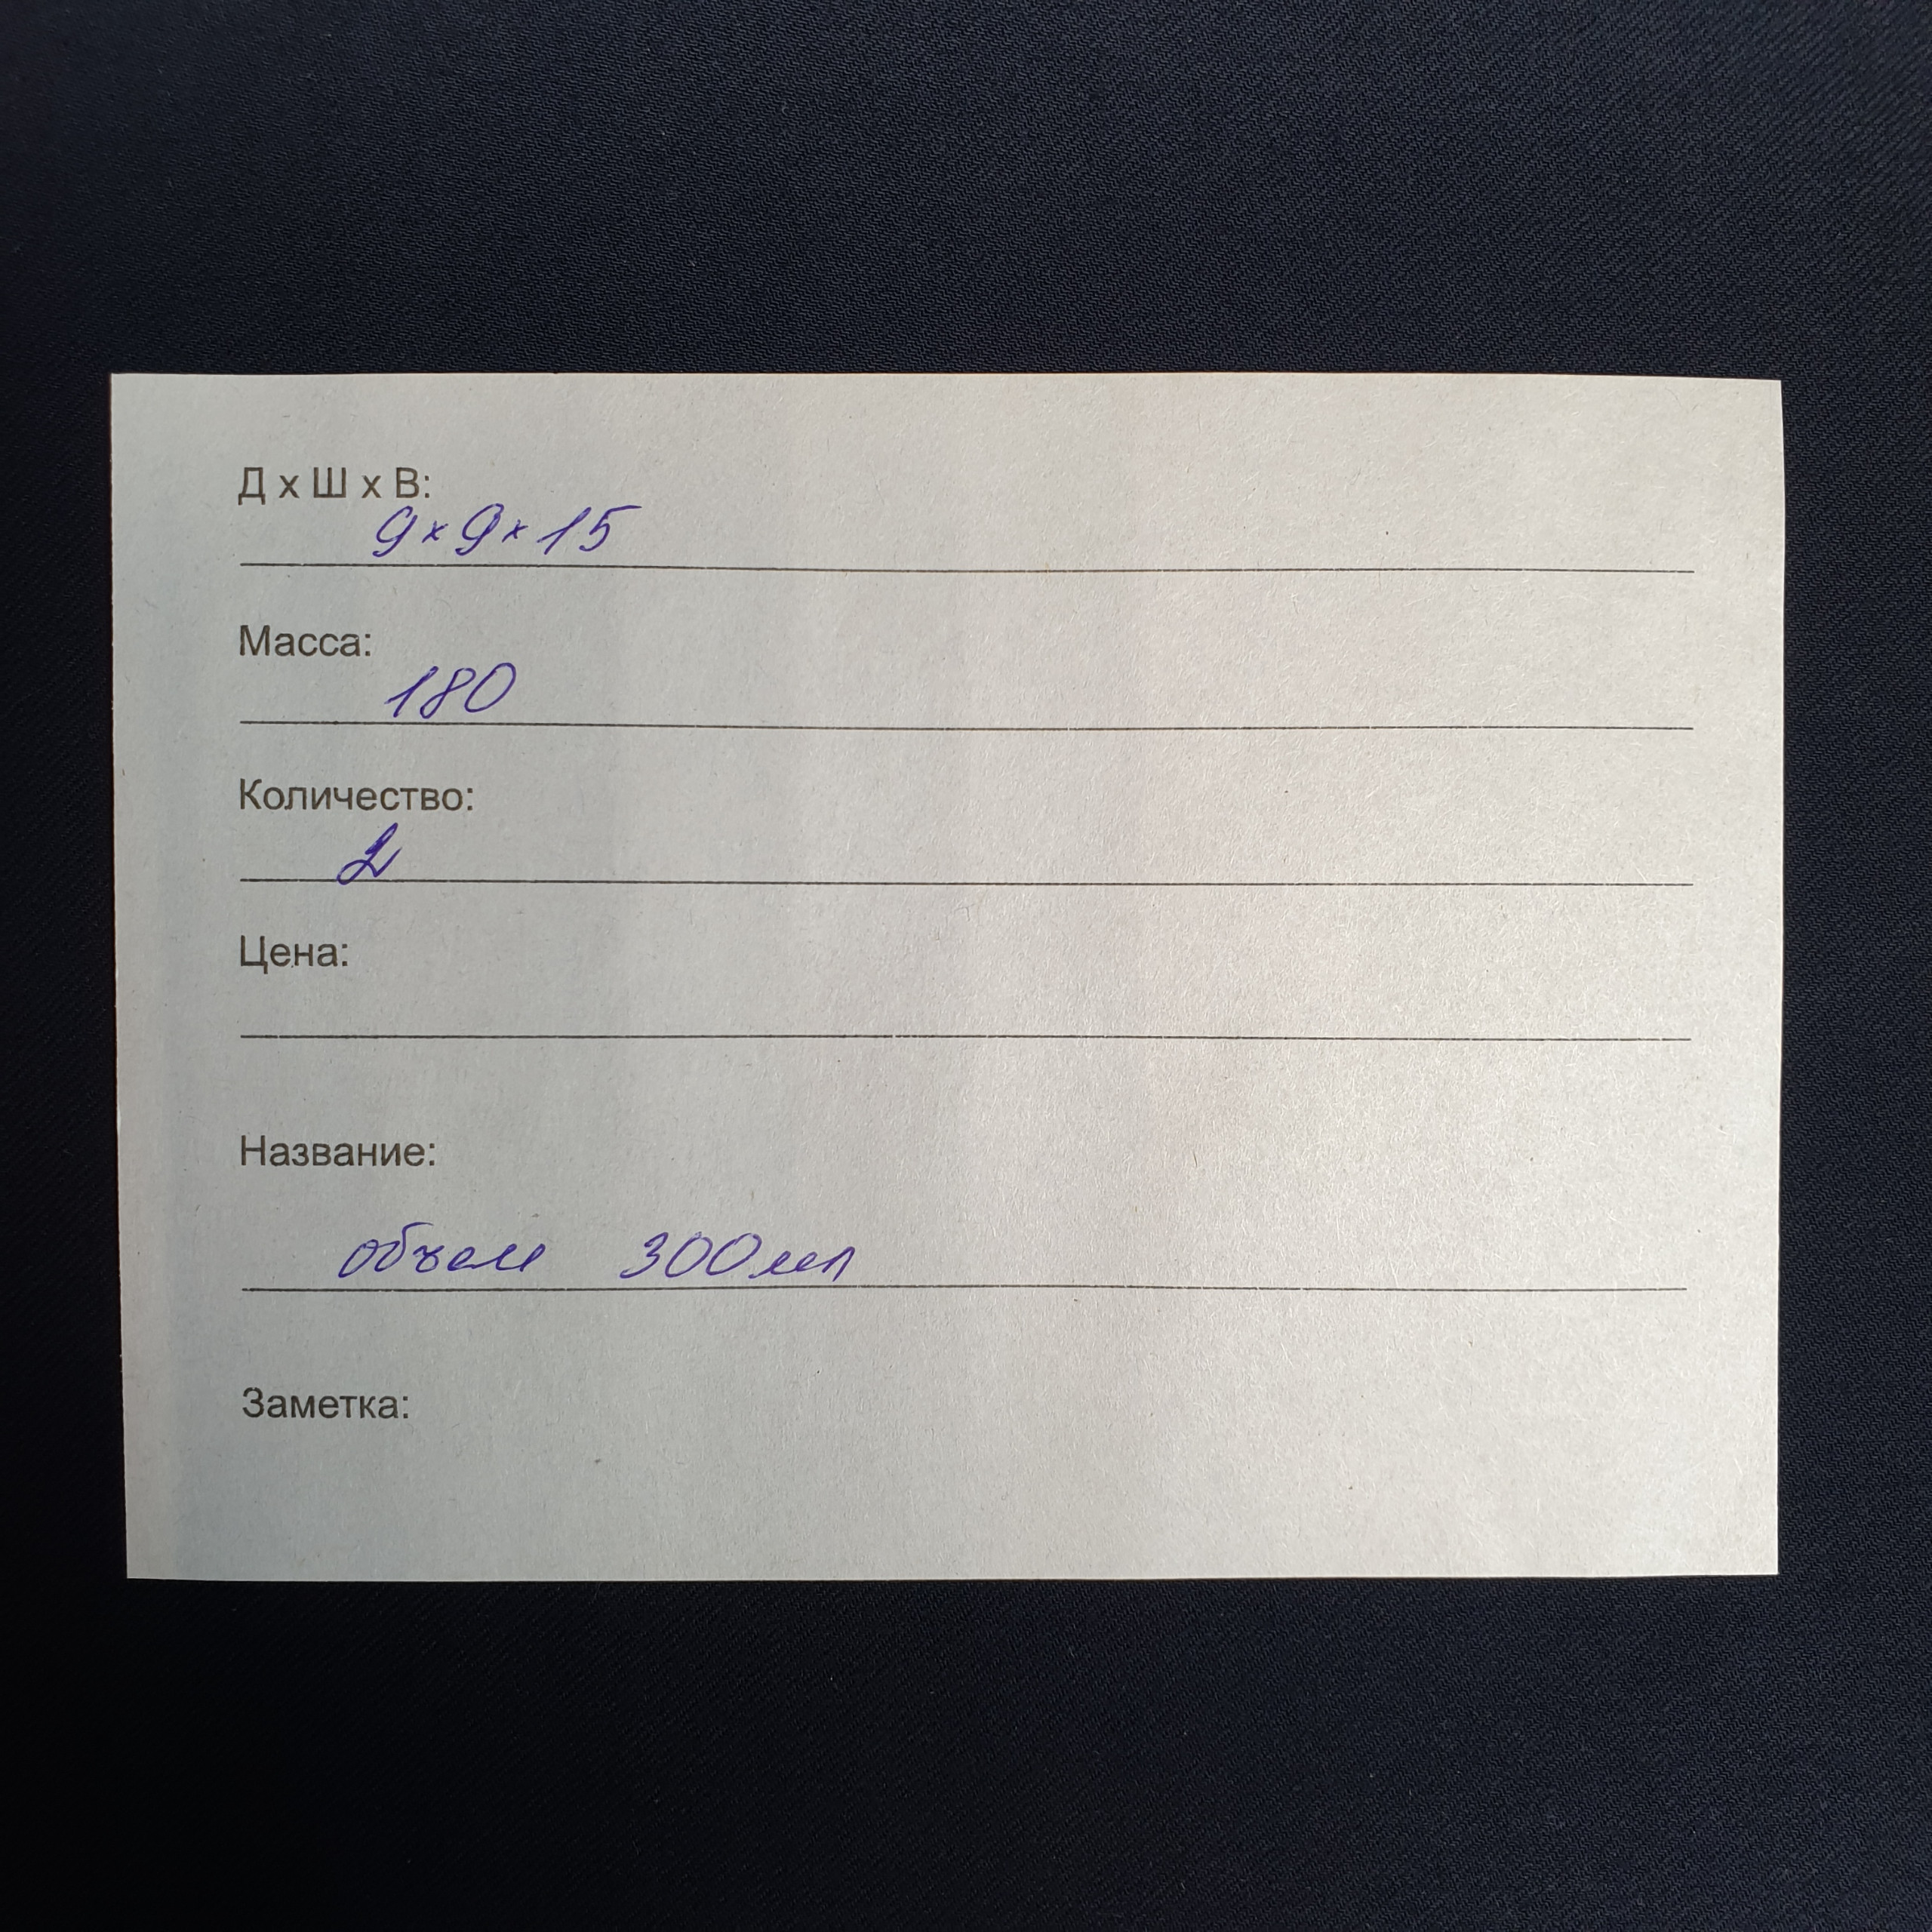 Д х Ш х В:
9×9×15
Масса:
180
Количество:
2
Цена:
Название:
объем 300мл
Заметка: